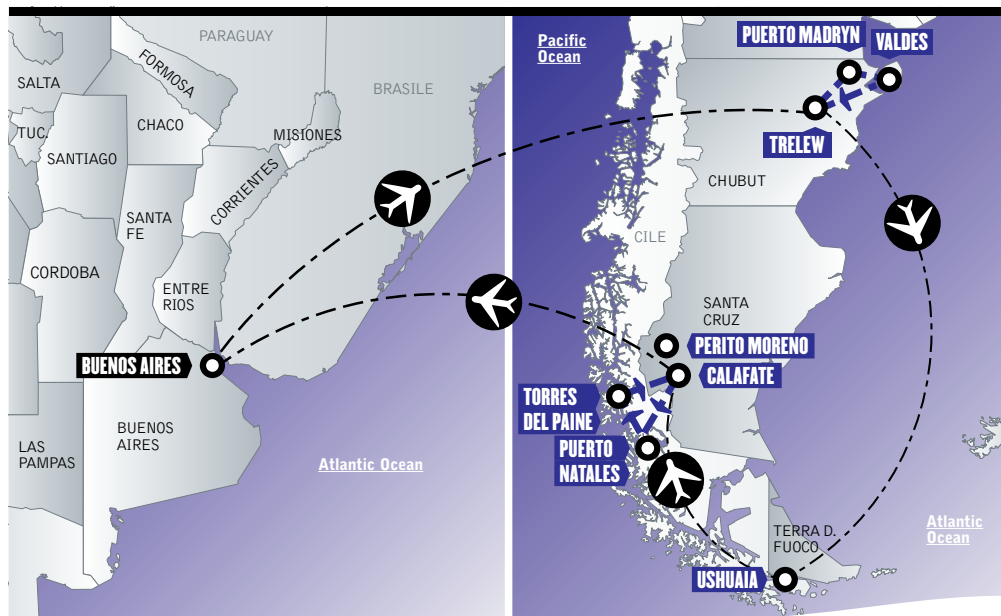 PARAGUAY
FORMOSA
SALTA
BRASILE
TUC.
CHACO
MISIONES
SANTIAGO
CORRIENTES
SANTA
FE
CORDOBA
ENTRE
RIOS
BUENOS AIRES
BUENOS
AIRES
LAS
PAMPAS
Atlantic Ocean
Pacific
Ocean
PUERTO MADRYN
VALDES
TRELEW
CHUBUT
CILE
SANTA
CRUZ
PERITO MORENO
CALAFATE
TORRES
DEL PAINE
PUERTO
NATALES
TERRA D.
FUOCO
Atlantic
Ocean
USHUAIA